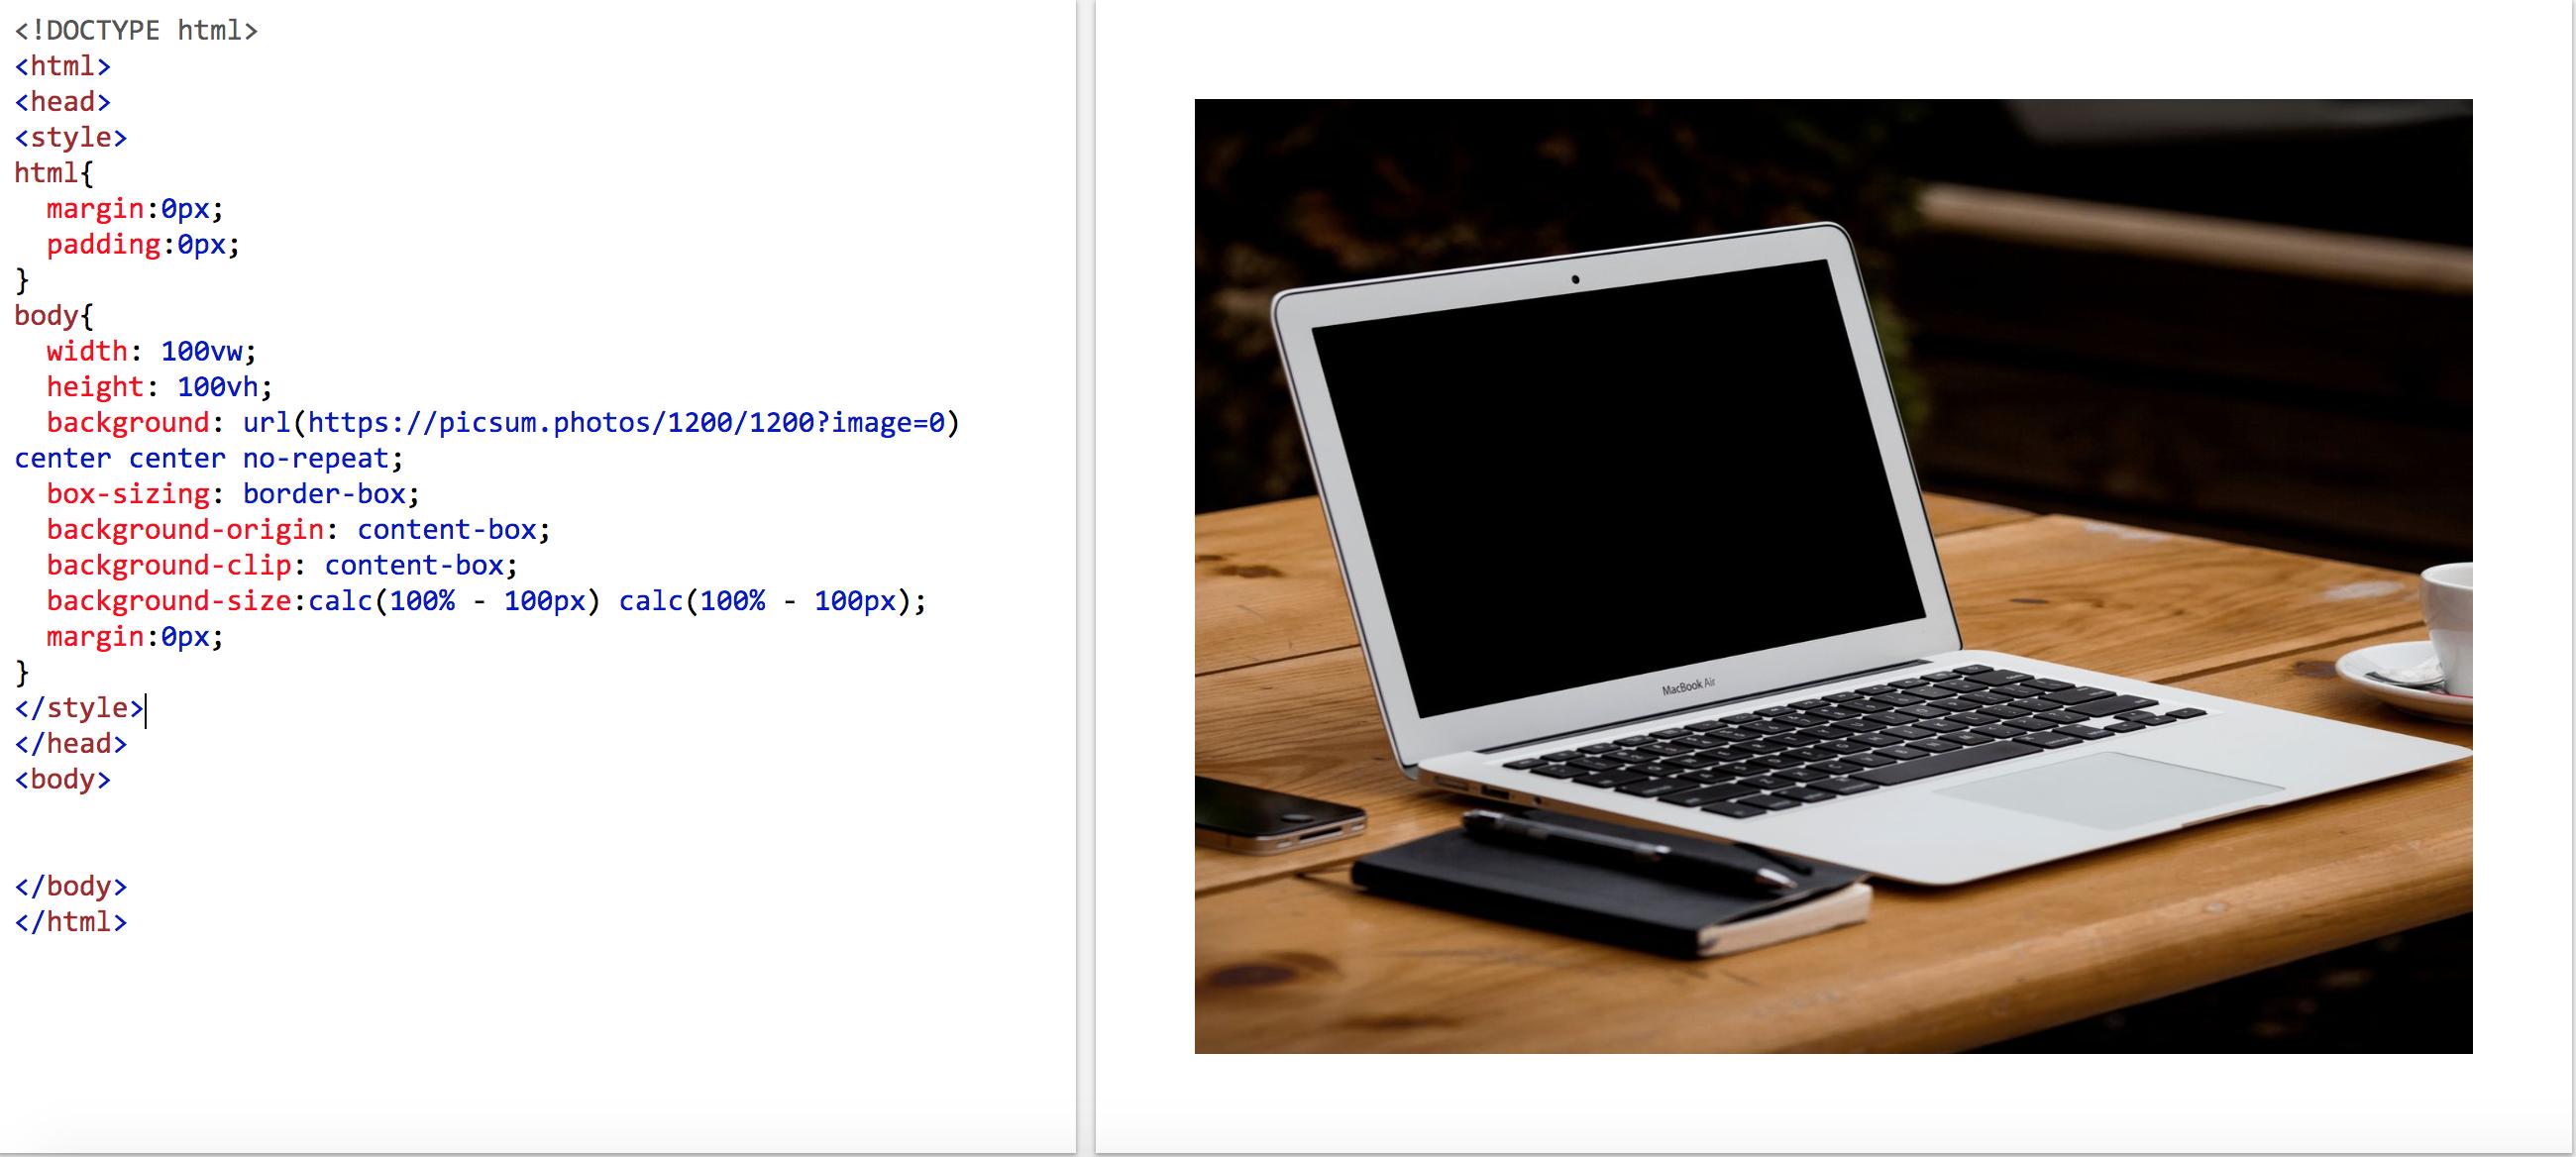 <!DOCTYPE html>
<html>
<head>
<style>
html{
  margin:0px;
  padding:0px;
}
body{
  width: 100vw;
  height: 100vh;
  background: url(https://picsum.photos/1200/1200?image=0)
center center no-repeat;
  box-sizing: border-box;
  background-origin: content-box;
  background-clip: content-box;
  background-size:calc(100% - 100px) calc(100% - 100px);
  margin:0px;
}
</style>
</head>
<body>
</body>
</html>
MacBook Air